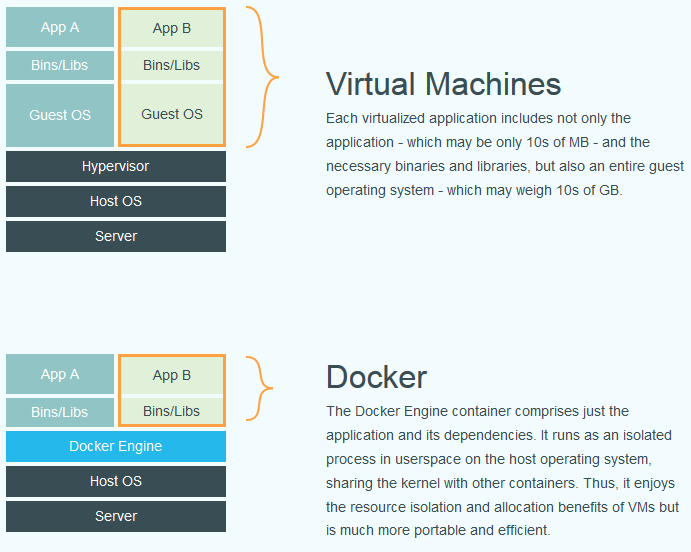 App A
App B
Bins/Libs
Bins/Libs
Guest OS
Guest OS
Hypervisor
Host OS
Server
Virtual Machines
Each virtualized application includes not only the
application - which may be only 10s of MB - and the
necessary binaries and libraries, but also an entire guest
operating system - which may weigh 10s of GB.
App A
App B
Bins/Libs
Bins/Libs
Docker Engine
Host OS
Server
Docker
The Docker Engine container comprises just the
application and its dependencies. It runs as an isolated
process in userspace on the host operating system,
sharing the kernel with other containers. Thus, it enjoys
the resource isolation and allocation benefits of VMs but
is much more portable and efficient.